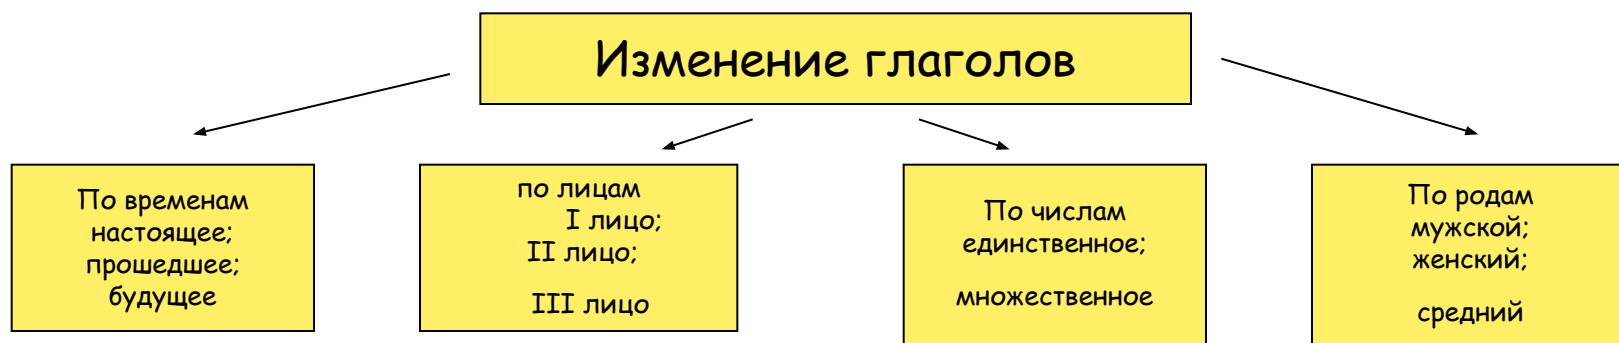 Изменение глаголов
По временам
настоящее;
прошедшее;
будущее
по лицам
I лицо;
II лицо;
III лицо
По числам
единственное;
множественное
По родам
мужской;
женский;
средний